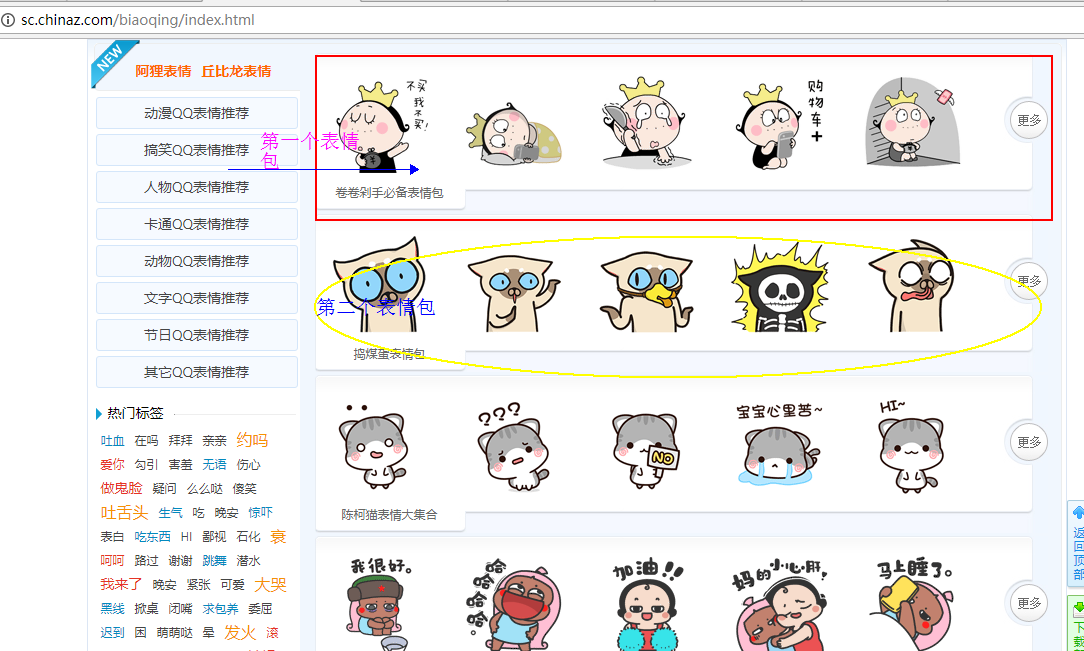 sc.chinaz.com/biaoqing/index.html
NEW
阿狸表情 丘比龙表情
动漫QQ表情推荐
搞笑QQ表情推荐
人物QQ表情推荐
卡通QQ表情推荐
动物QQ表情推荐
文字QQ表情推荐
节日QQ表情推荐
其它QQ表情推荐
热门标签
吐血 在吗 拜拜 亲亲 约吗
爱你 勾引 害羞 无语 伤心
做鬼脸 疑问 么么哒 傻笑
吐舌头 生气 吃 晚安 惊吓
表白 吃东西 HI 鄙视 石化 衰
呵呵 路过 谢谢 跳舞 潜水
我来了 晚安 紧张 可爱 大哭
黑线 掀桌 闭嘴 求包养 委屈
迟到 困 萌萌哒 晕 发火 滚
第一个表情
包
不买
我不买!
购物车+
更多
卷卷剁手必备表情包
第二个表情包
更多
捣煤蛋表情包
???
NO
宝宝心里苦~
HI~
更多
陈柯猫表情大集合
我很好。
哈哈哈。
加油!!
妈的小心肝!
马上睡了。
更多
返回顶部
下载